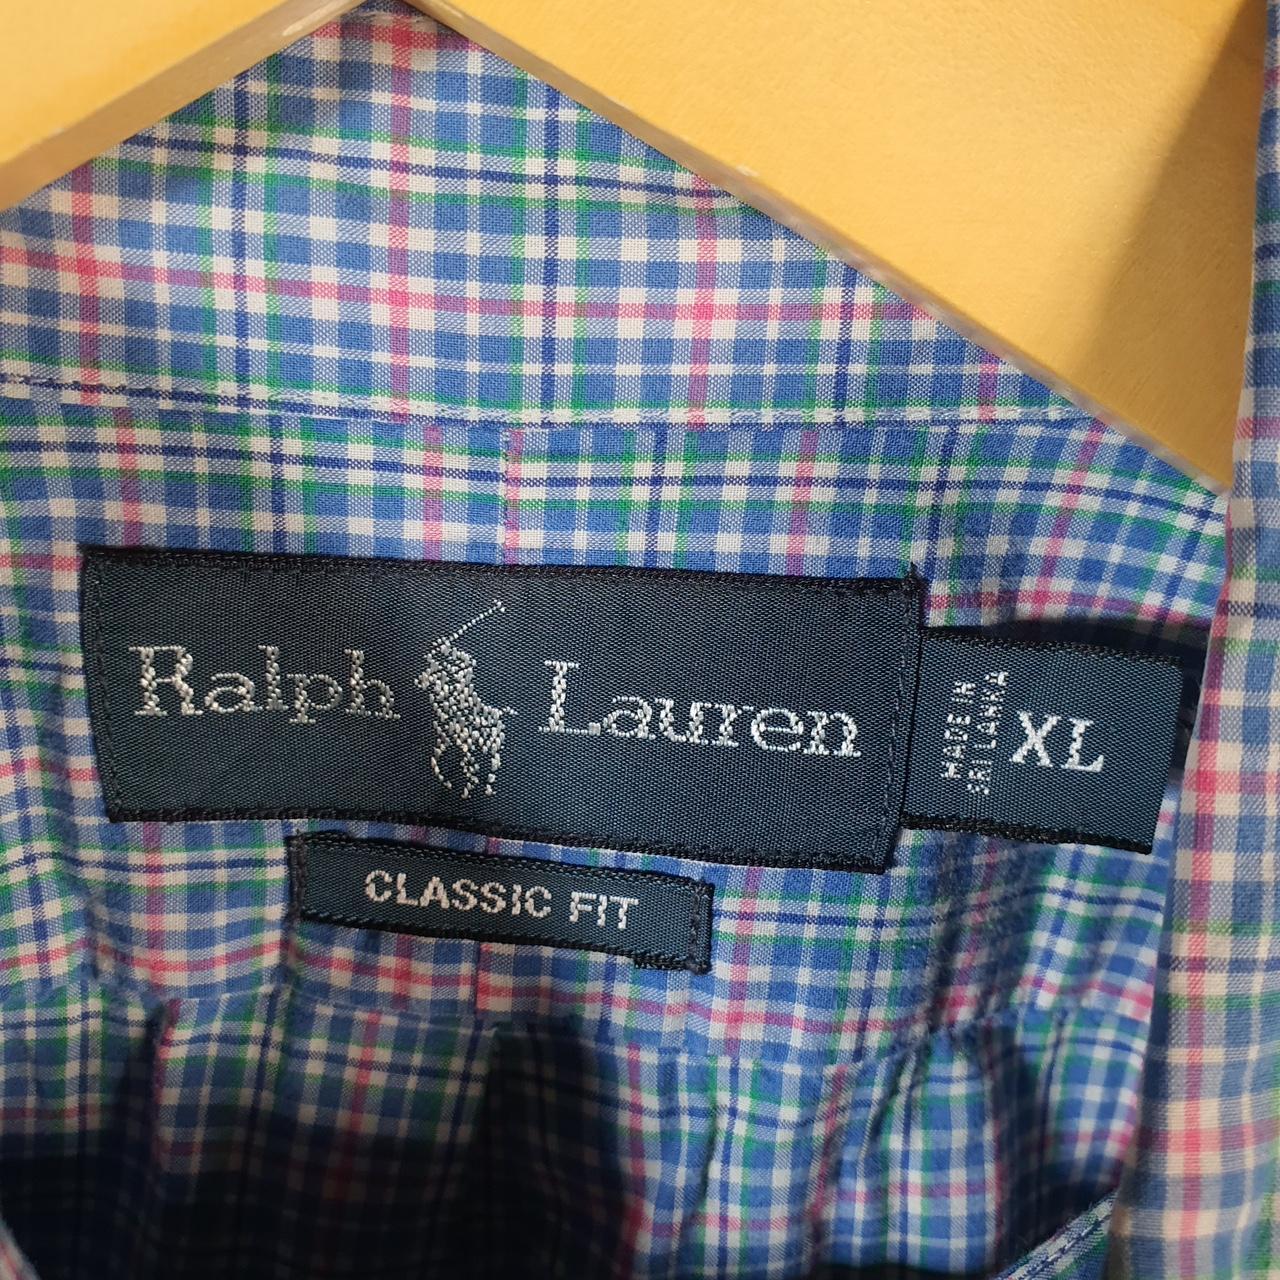 Ralph Lauren
MADE IN
SRI LANKA
XL
CLASSIC FIT